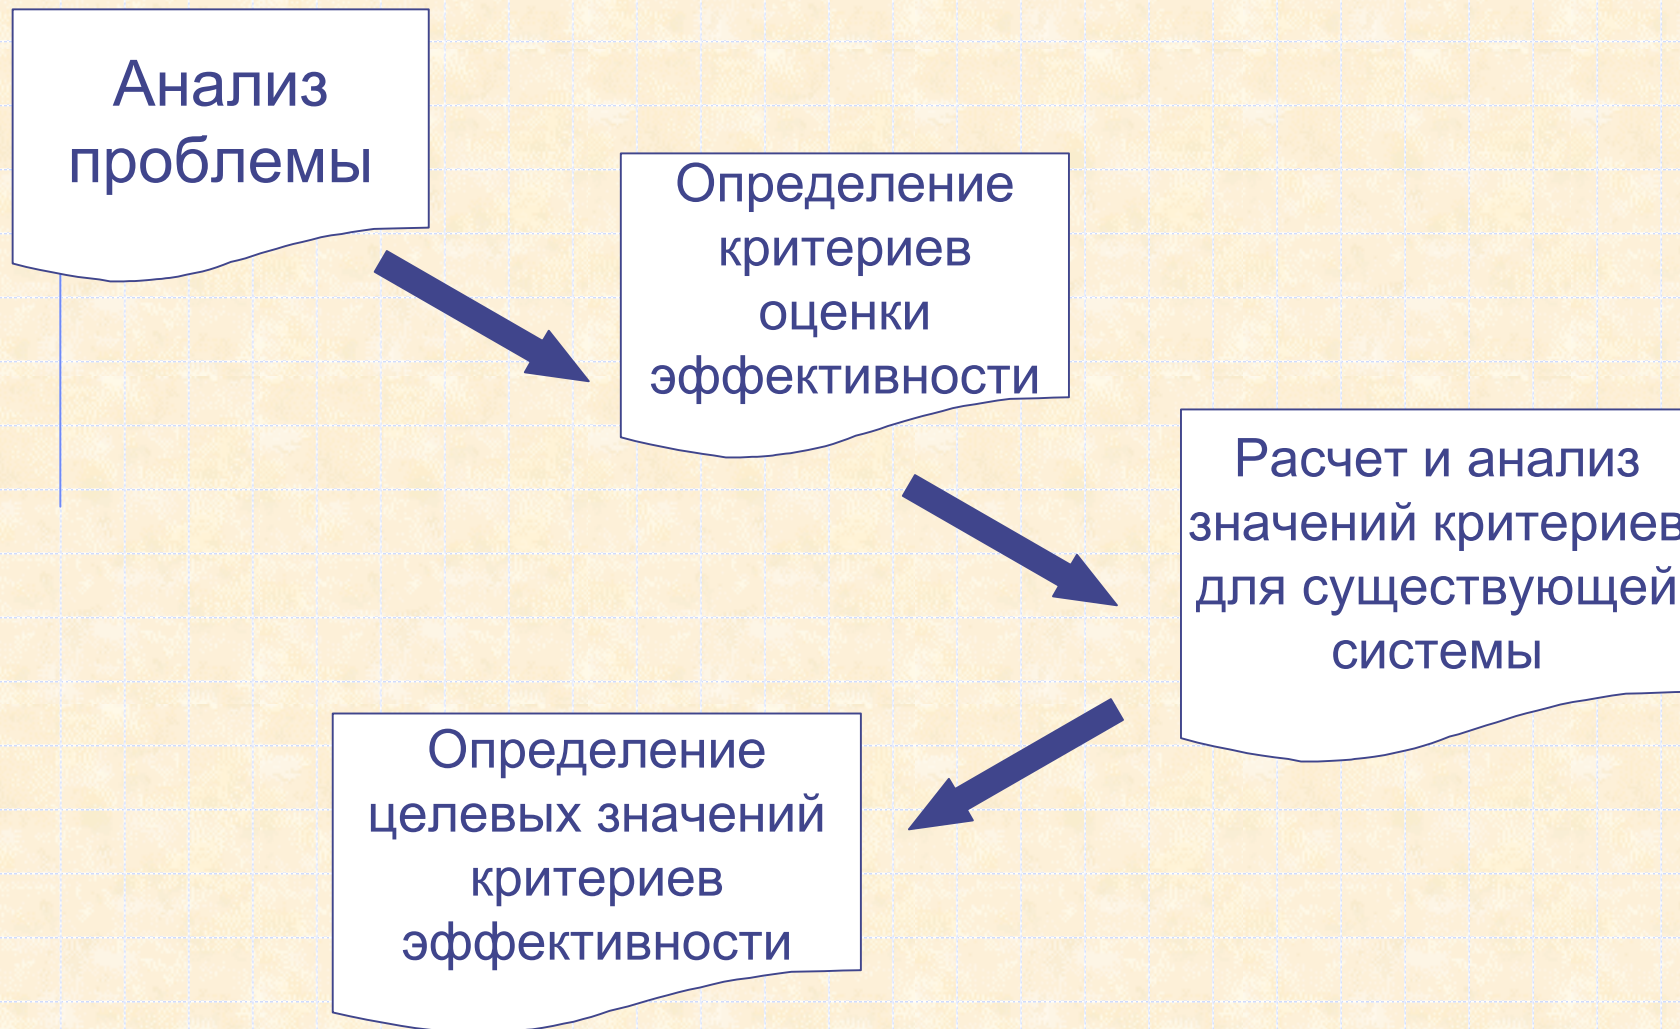 Анализ
проблемы
Определение
критериев
оценки
эффективности
Расчет и анализ
значений критериев
для существующей
системы
Определение
целевых значений
критериев
эффективности